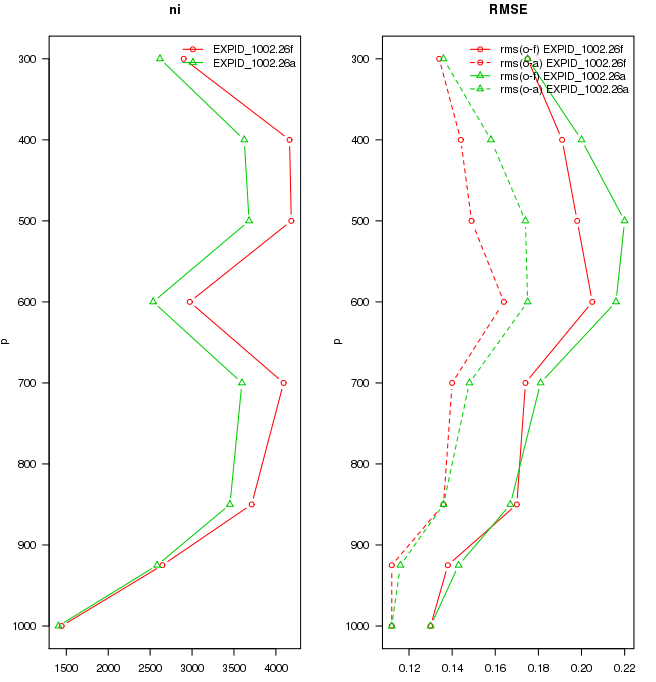 ni
EXPID_1002.26f
EXPID_1002.26a
300
400
500
600
700
800
900
1000
p
1500 2000 2500 3000 3500 4000
RMSE
rms(o-f) EXPID_1002.26f
rms(o-a) EXPID_1002.26f
rms(o-f) EXPID_1002.26a
rms(o-a) EXPID_1002.26a
300
400
500
600
700
800
900
1000
p
0.12 0.14 0.16 0.18 0.20 0.22